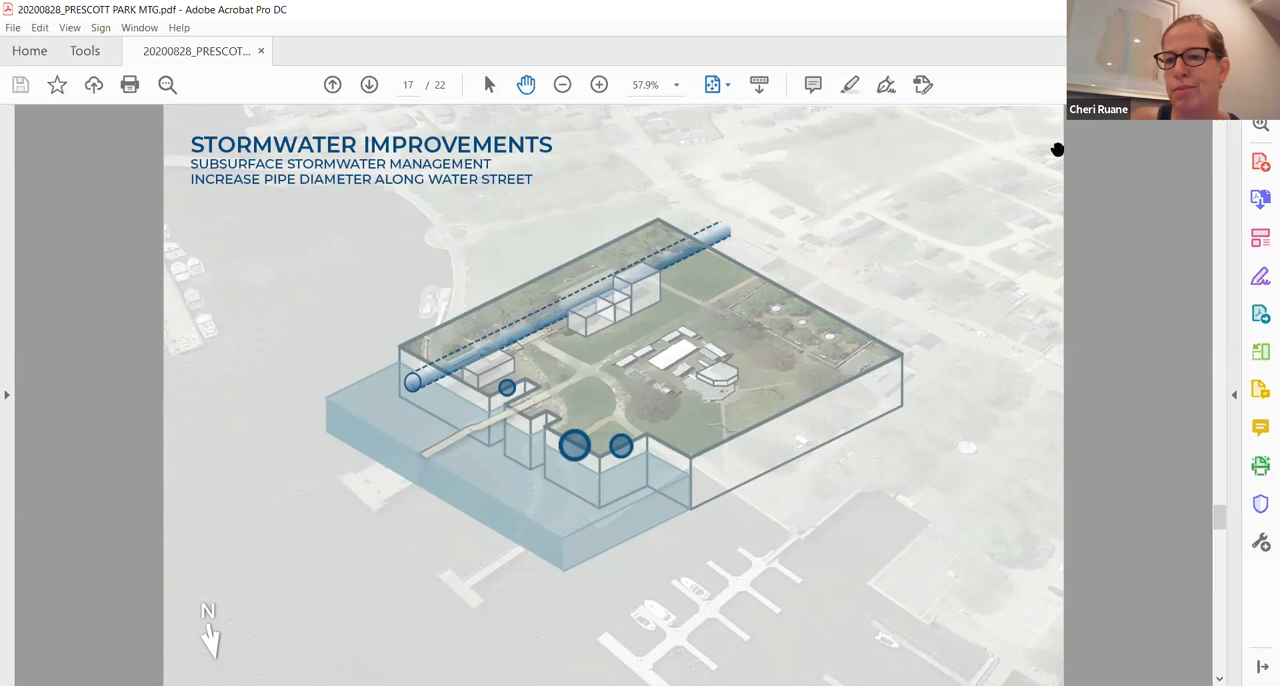 20200828_PRESCOTT PARK MTG.pdf - Adobe Acrobat Pro DC
File Edit View Sign Window Help
Home Tools 20200828_PRESCOT... ×
17 / 22 57.9%
Cheri Ruane
STORMWATER IMPROVEMENTS
SUBSURFACE STORMWATER MANAGEMENT
INCREASE PIPE DIAMETER ALONG WATER STREET
N